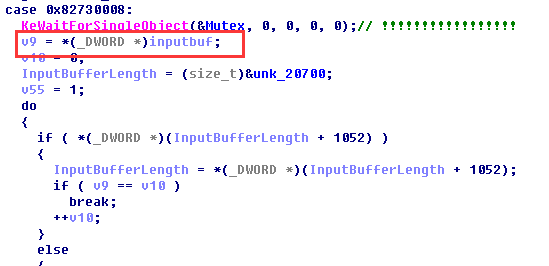 case 0x82730008:
KeWaitForSingleObject(&Mutex, 0, 0, 0, 0);// !!!!!!!!!!!!!!!!!
v9 = *(_DWORD *)inputbuf;
v10 = 0;
InputBufferLength = (size_t)&unk_20700;
v55 = 1;
do
{
if ( *(_DWORD *)(InputBufferLength + 1052) )
{
InputBufferLength = *(_DWORD *)(InputBufferLength + 1052);
if ( v9 == v10 )
break;
++v10;
}
else
{